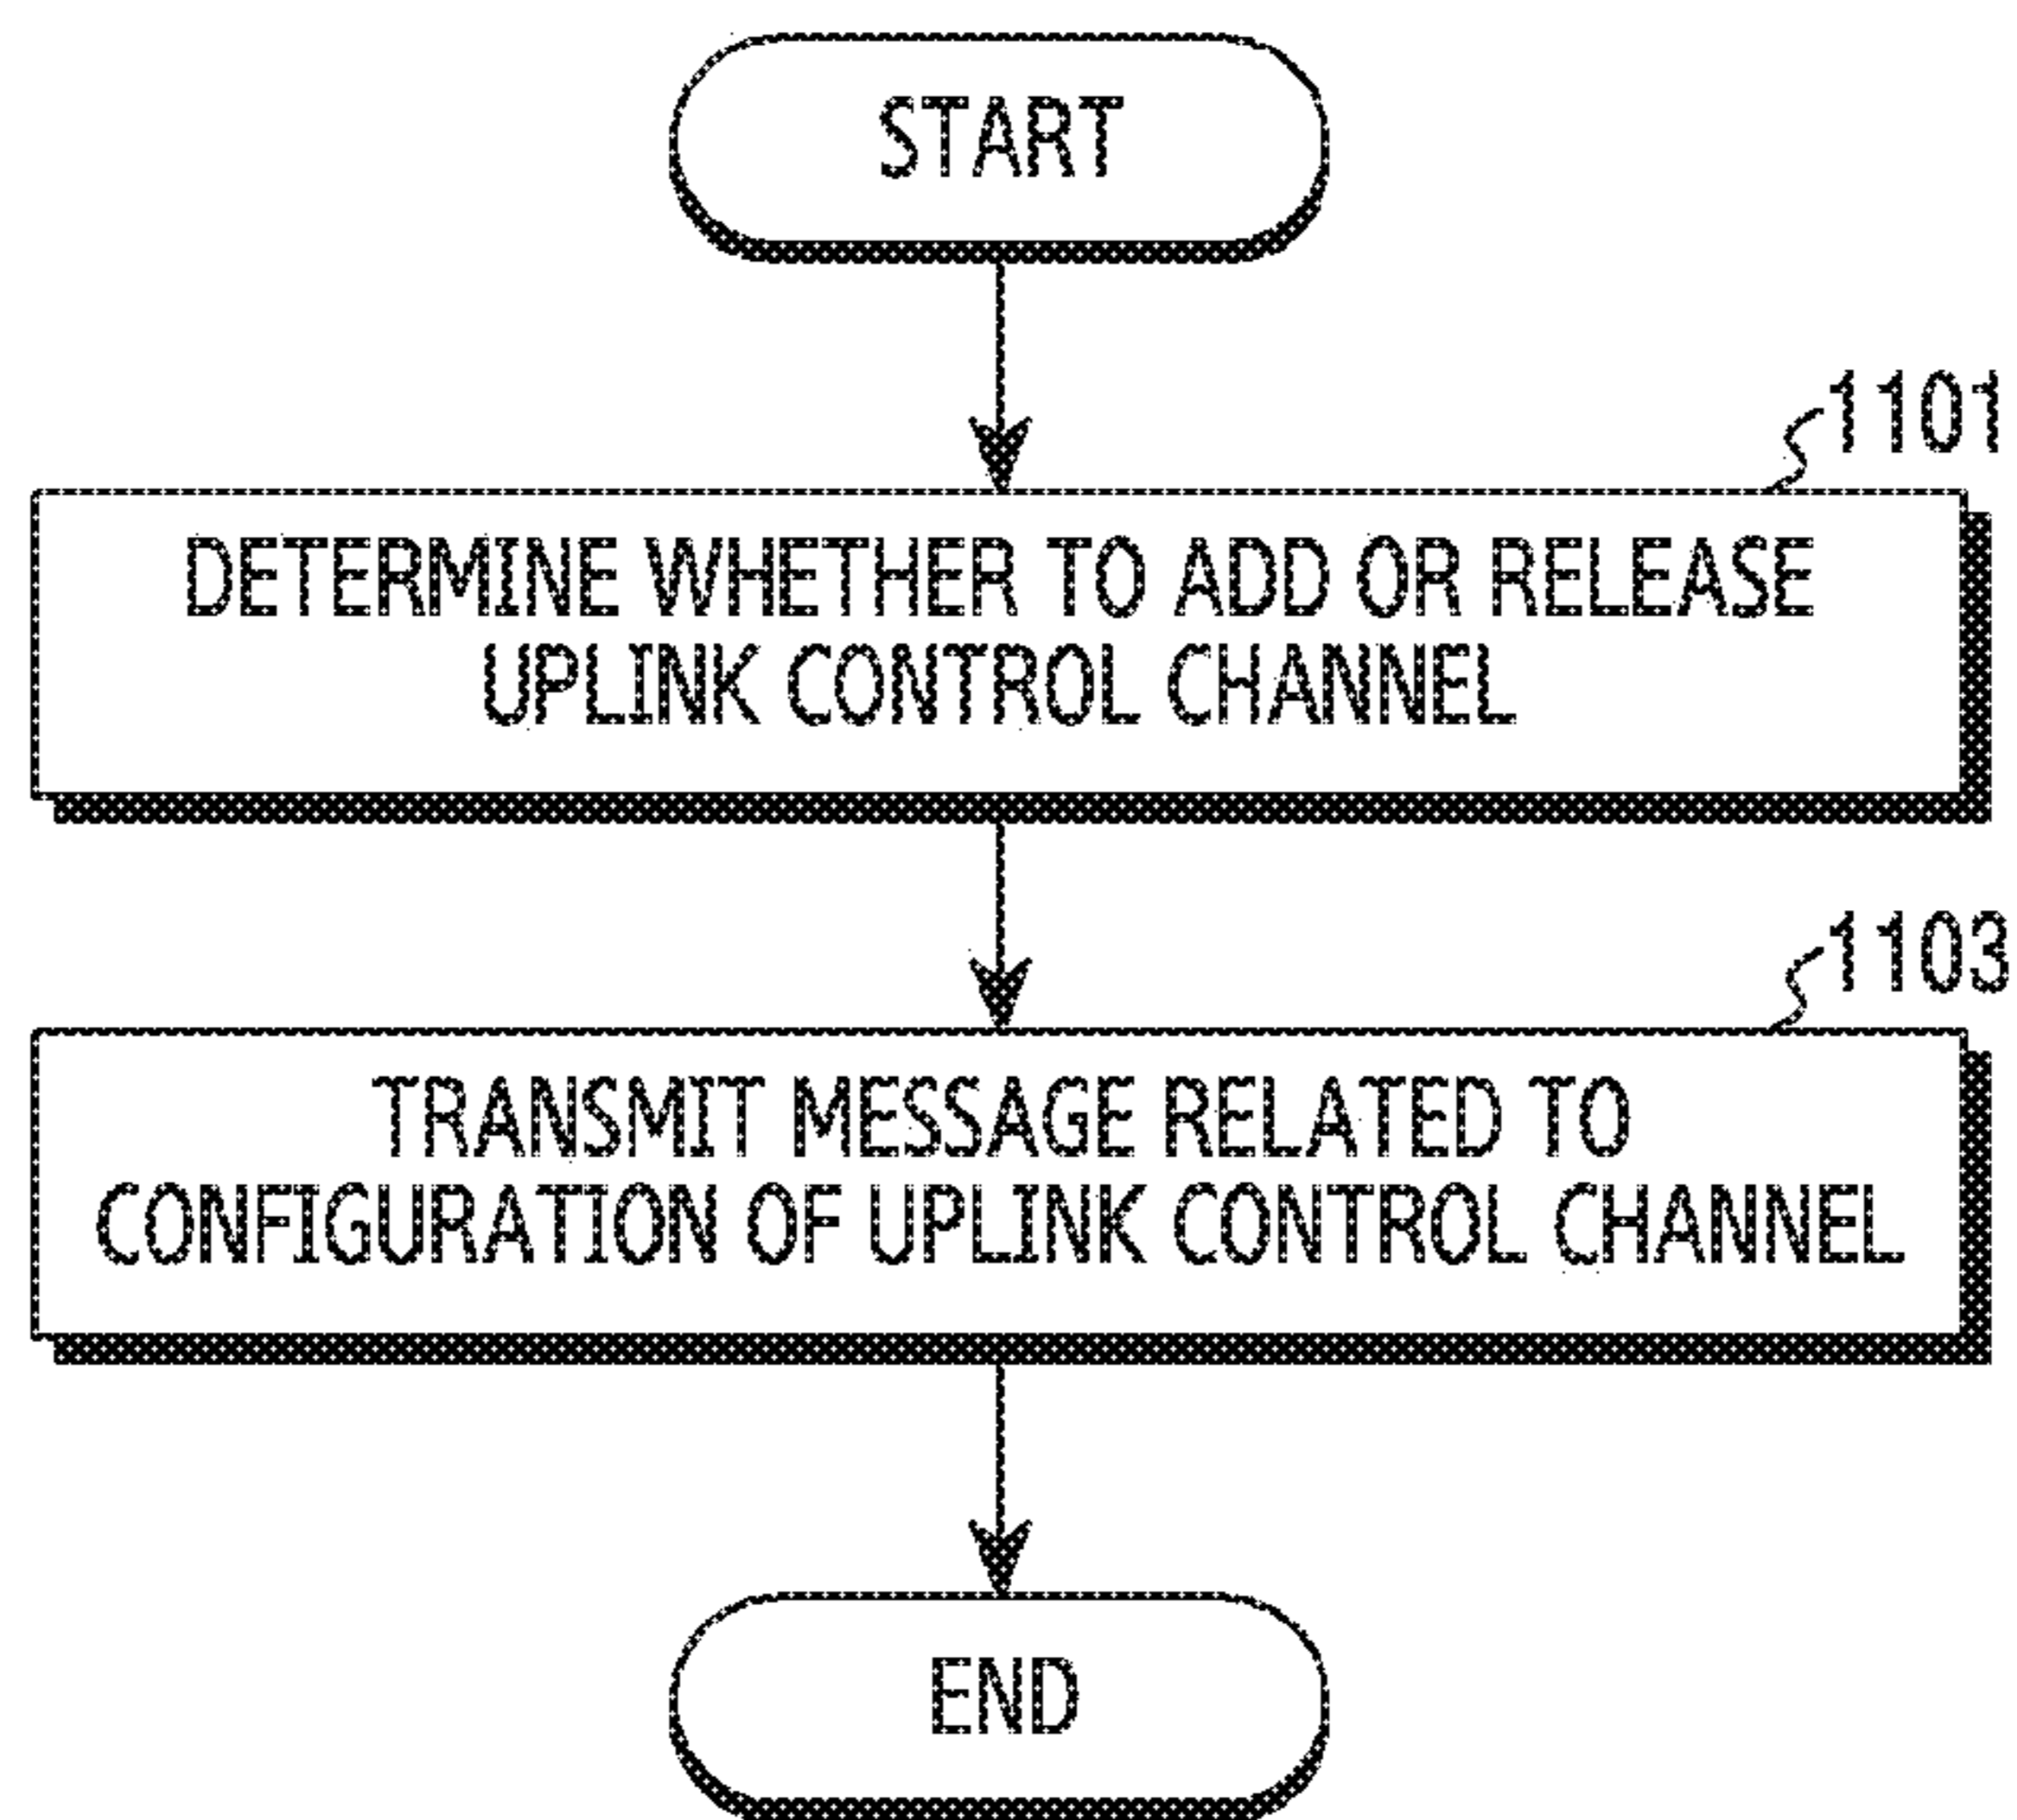 START
1101
DETERMINE WHETHER TO ADD OR RELEASE
UPLINK CONTROL CHANNEL
1103
TRANSMIT MESSAGE RELATED TO
CONFIGURATION OF UPLINK CONTROL CHANNEL
END